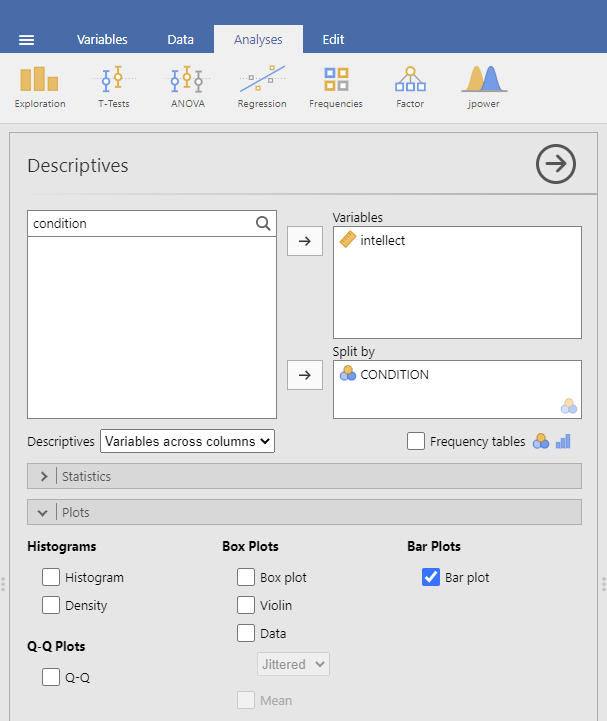 Variables Data Analyses Edit
Exploration T-Tests ANOVA Regression Frequencies Factor jpower
Descriptives
condition
Variables
intellect
Split by
CONDITION
Descriptives Variables across columns Frequency tables
Statistics
Plots
Histograms Box Plots Bar Plots
Histogram Box plot Bar plot
Density Violin
Data
Q-Q Plots
Jittered
Q-Q
Mean